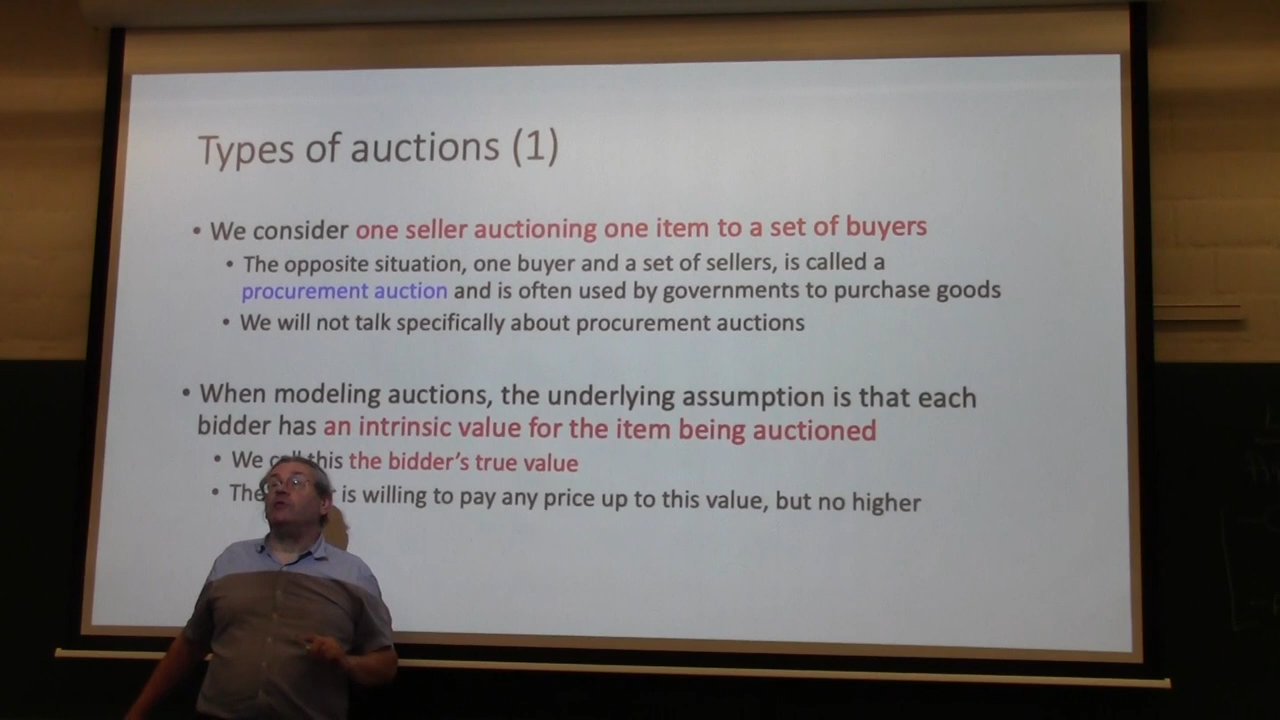 Types of auctions (1)
• We consider one seller auctioning one item to a set of buyers
• The opposite situation, one buyer and a set of sellers, is called a
procurement auction and is often used by governments to purchase goods
• We will not talk specifically about procurement auctions
• When modeling auctions, the underlying assumption is that each
bidder has an intrinsic value for the item being auctioned
• We call this the bidder's true value
• The is willing to pay any price up to this value, but no higher